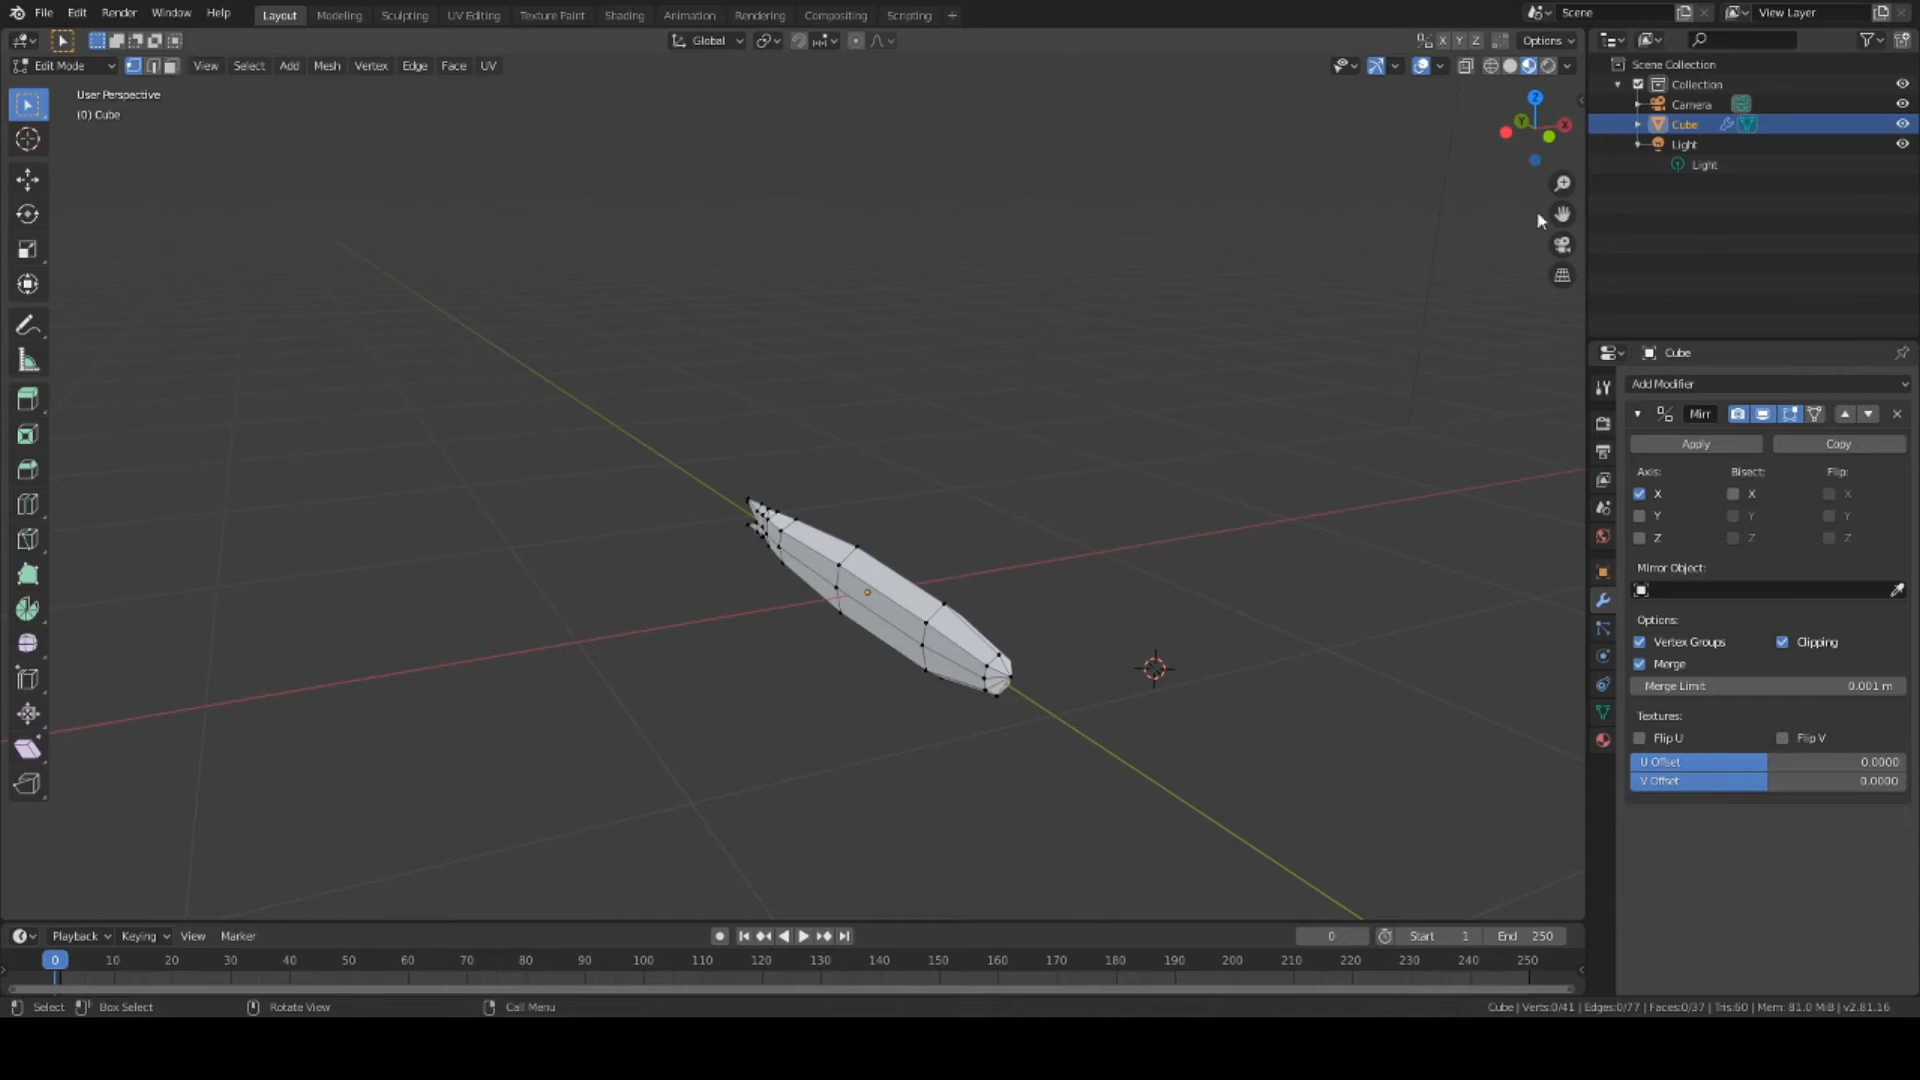 File Edit Render Window Help Layout Modeling Sculpting UV Editing Texture Paint Shading Animation Rendering Compositing Scripting + Scene View Layer
Global X Y Z Options
Edit Mode View Select Add Mesh Vertex Edge Face UV
User Perspective
(0) Cube
Z
Y X
Scene Collection
Collection
Camera
Cube
Light
Light
Cube
Add Modifier
Mirr
Apply Copy
Axis: Bisect: Flip:
X X X
Y Y Y
Z Z Z
Mirror Object:
Options:
Vertex Groups Clipping
Merge
Merge Limit 0.001 m
Textures:
Flip U Flip V
U Offset 0.0000
V Offset 0.0000
Playback Keying View Marker 0 Start 1 End 250
0 10 20 30 40 50 60 70 80 90 100 110 120 130 140 150 160 170 180 190 200 210 220 230 240 250
Select Box Select Rotate View Call Menu Cube | Verts:0/41 | Edges:0/77 | Faces:0/37 | Tris:60 | Mem: 81.0 MiB | v2.81.16